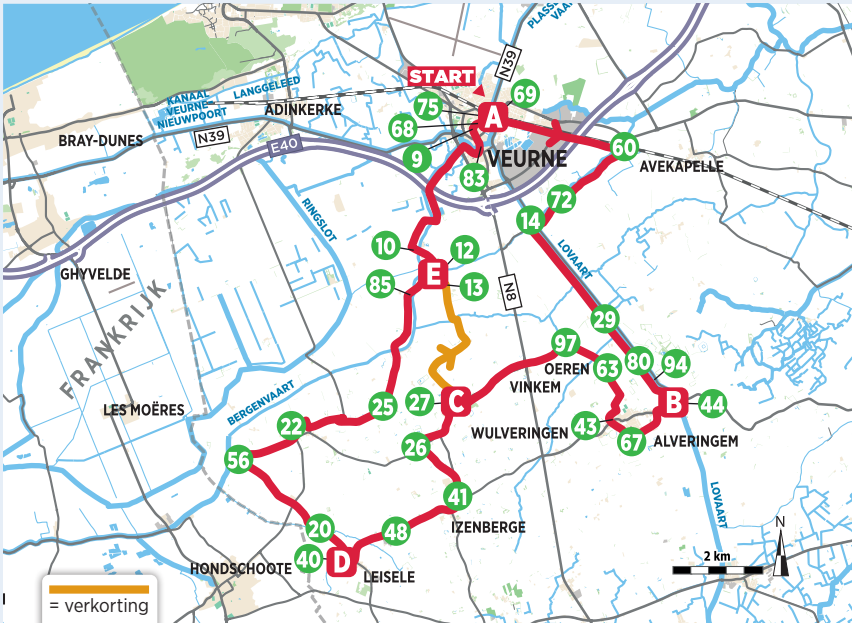 PLASS
VAA
N39
START
LANGGELEED
KANAAL
VEURNE
NIEUWPOORT
ADINKERKE
75
69
A
68
N39
BRAY-DUNES
E40
9
VEURNE
60
AVEKAPELLE
83
72
RINGSLOT
14
10
12
LOVAART
E
GHYVELDE
85
13
N8
FRANKRIJK
29
97
OEREN
63
80
94
VINKEM
LES MOËRES
BERGENVAART
25
27
C
B
44
22
WULVERINGEN
43
67
ALVERINGEM
26
56
41
LOVAART
IZENBERGE
20
48
N
2 km
HONDSCHOOTE
40
D
LEISELE
= verkorting